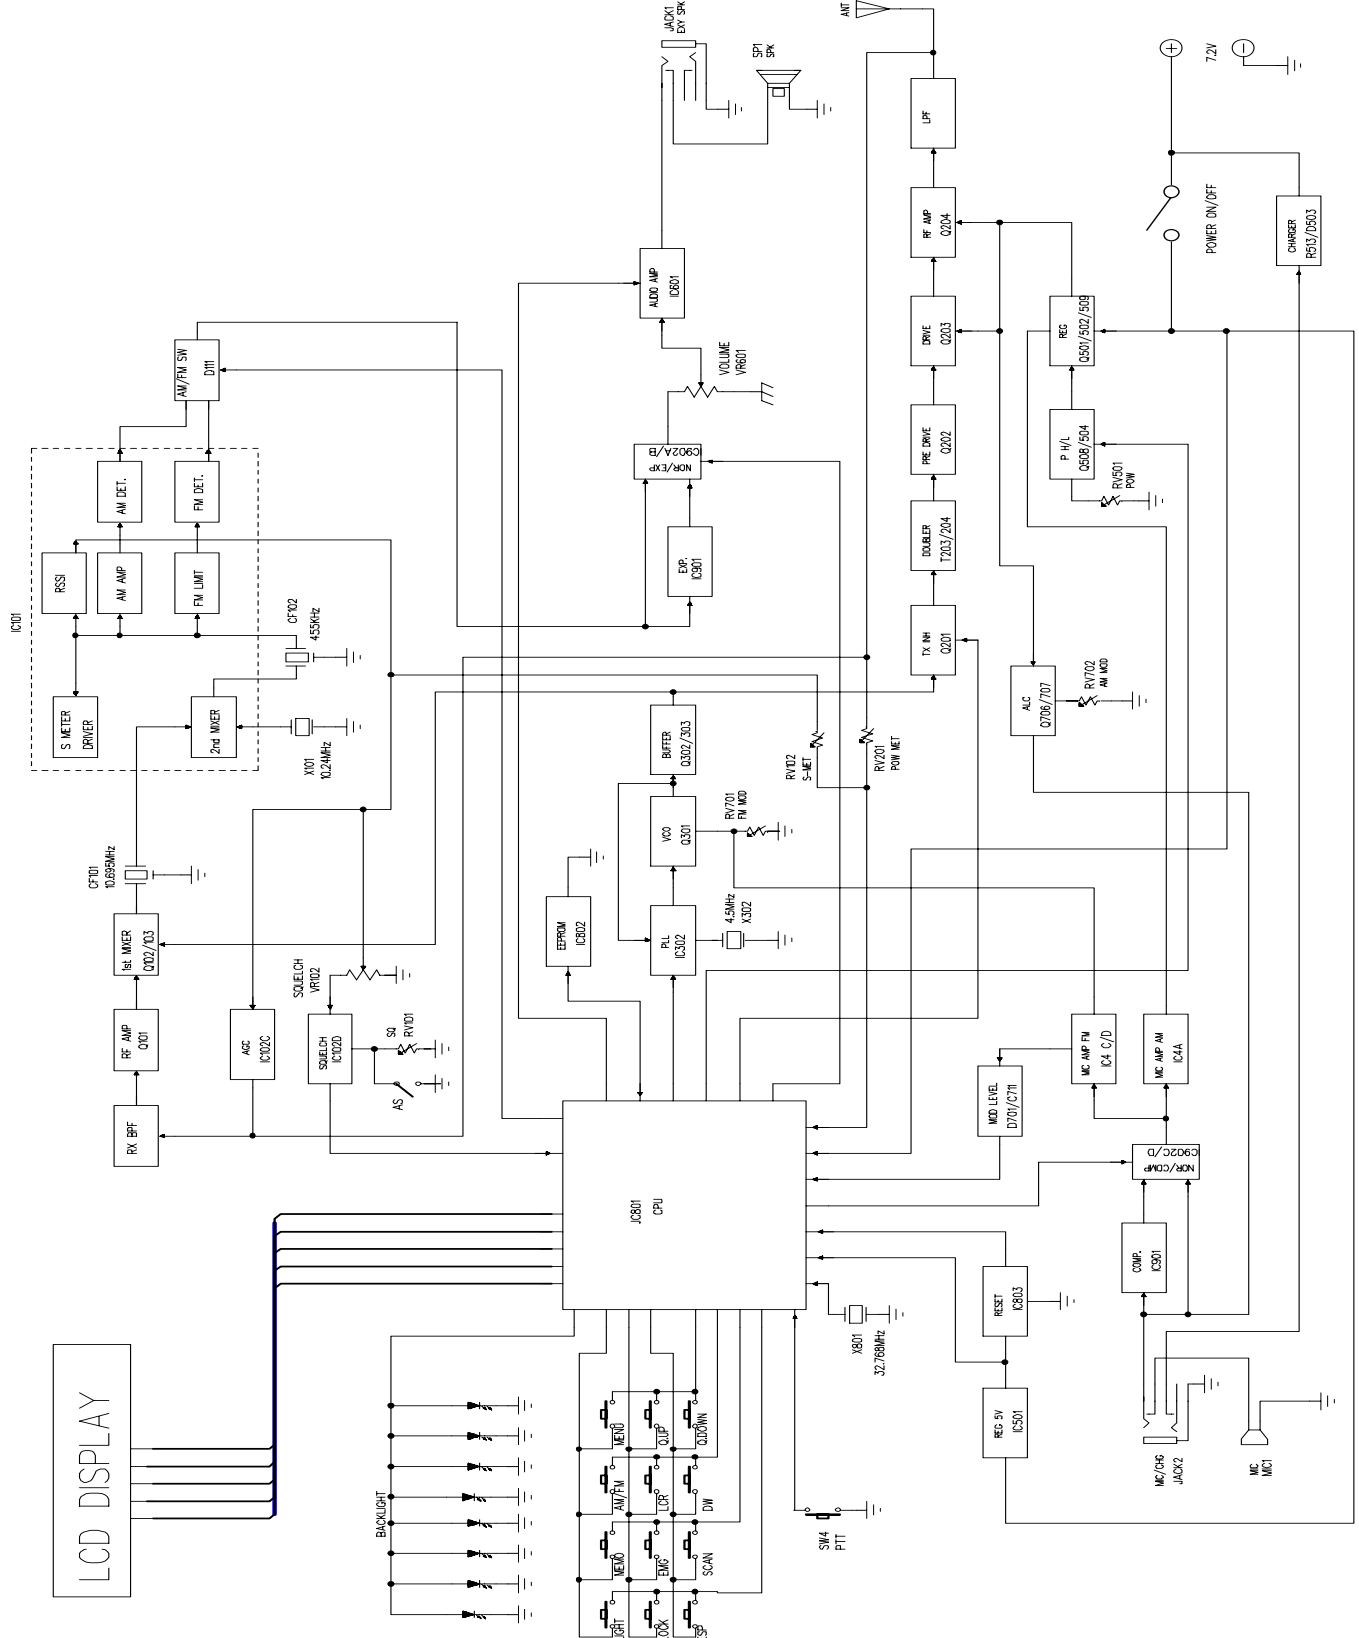 JACK1
EXY SPK
SP1
SPK
ANT
7.2V
LPF
RF AMP
Q204
POWER ON/OFF
CHARGER
R513/D503
AUDIO AMP
IC601
DRIVE
Q203
REG
Q501/502/509
AM/FM SW
D111
VOLUME
VR601
NOR/EXP
IC902A/B
PRE DRIVE
Q202
P H/L
Q508/504
RV501
POW
AM DET.
FM DET.
RSSI
AM AMP
FM LIMIT
IC101
CF102
455KHz
EXP.
IC901
DOUBLER
T203/204
TX INH
Q201
S METER
DRIVER
2nd MIXER
X101
10.24MHz
BUFFER
Q302/303
RV102
S-MET
RV201
POW MET
ALC
Q706/707
RV702
AM MOD
CF101
10.695MHz
VCO
Q301
RV701
FM MOD
1st MIXER
Q102/103
SQUELCH
VR102
EEPROM
IC802
PLL
IC302
4.5MHz
X302
RF AMP
Q101
AGC
IC102C
SQUELCH
IC102D
SQ
RV101
AS
MIC AMP FM
IC4 C/D
MIC AMP AM
IC4A
RX BPF
MOD LEVEL
D701/C711
NOR/COMP
C902C/D
JC801
CPU
COMP.
IC901
RESET
IC803
X801
32.768MHz
LCD DISPLAY
BACKLIGHT
MENU
Q.UP
Q.DOWN
AM/FM
LCR
DW
MEMO
EMG
SCAN
REG 5V
IC501
MIC/CHG
JACK2
MIC
MIC1
SW4
PTT